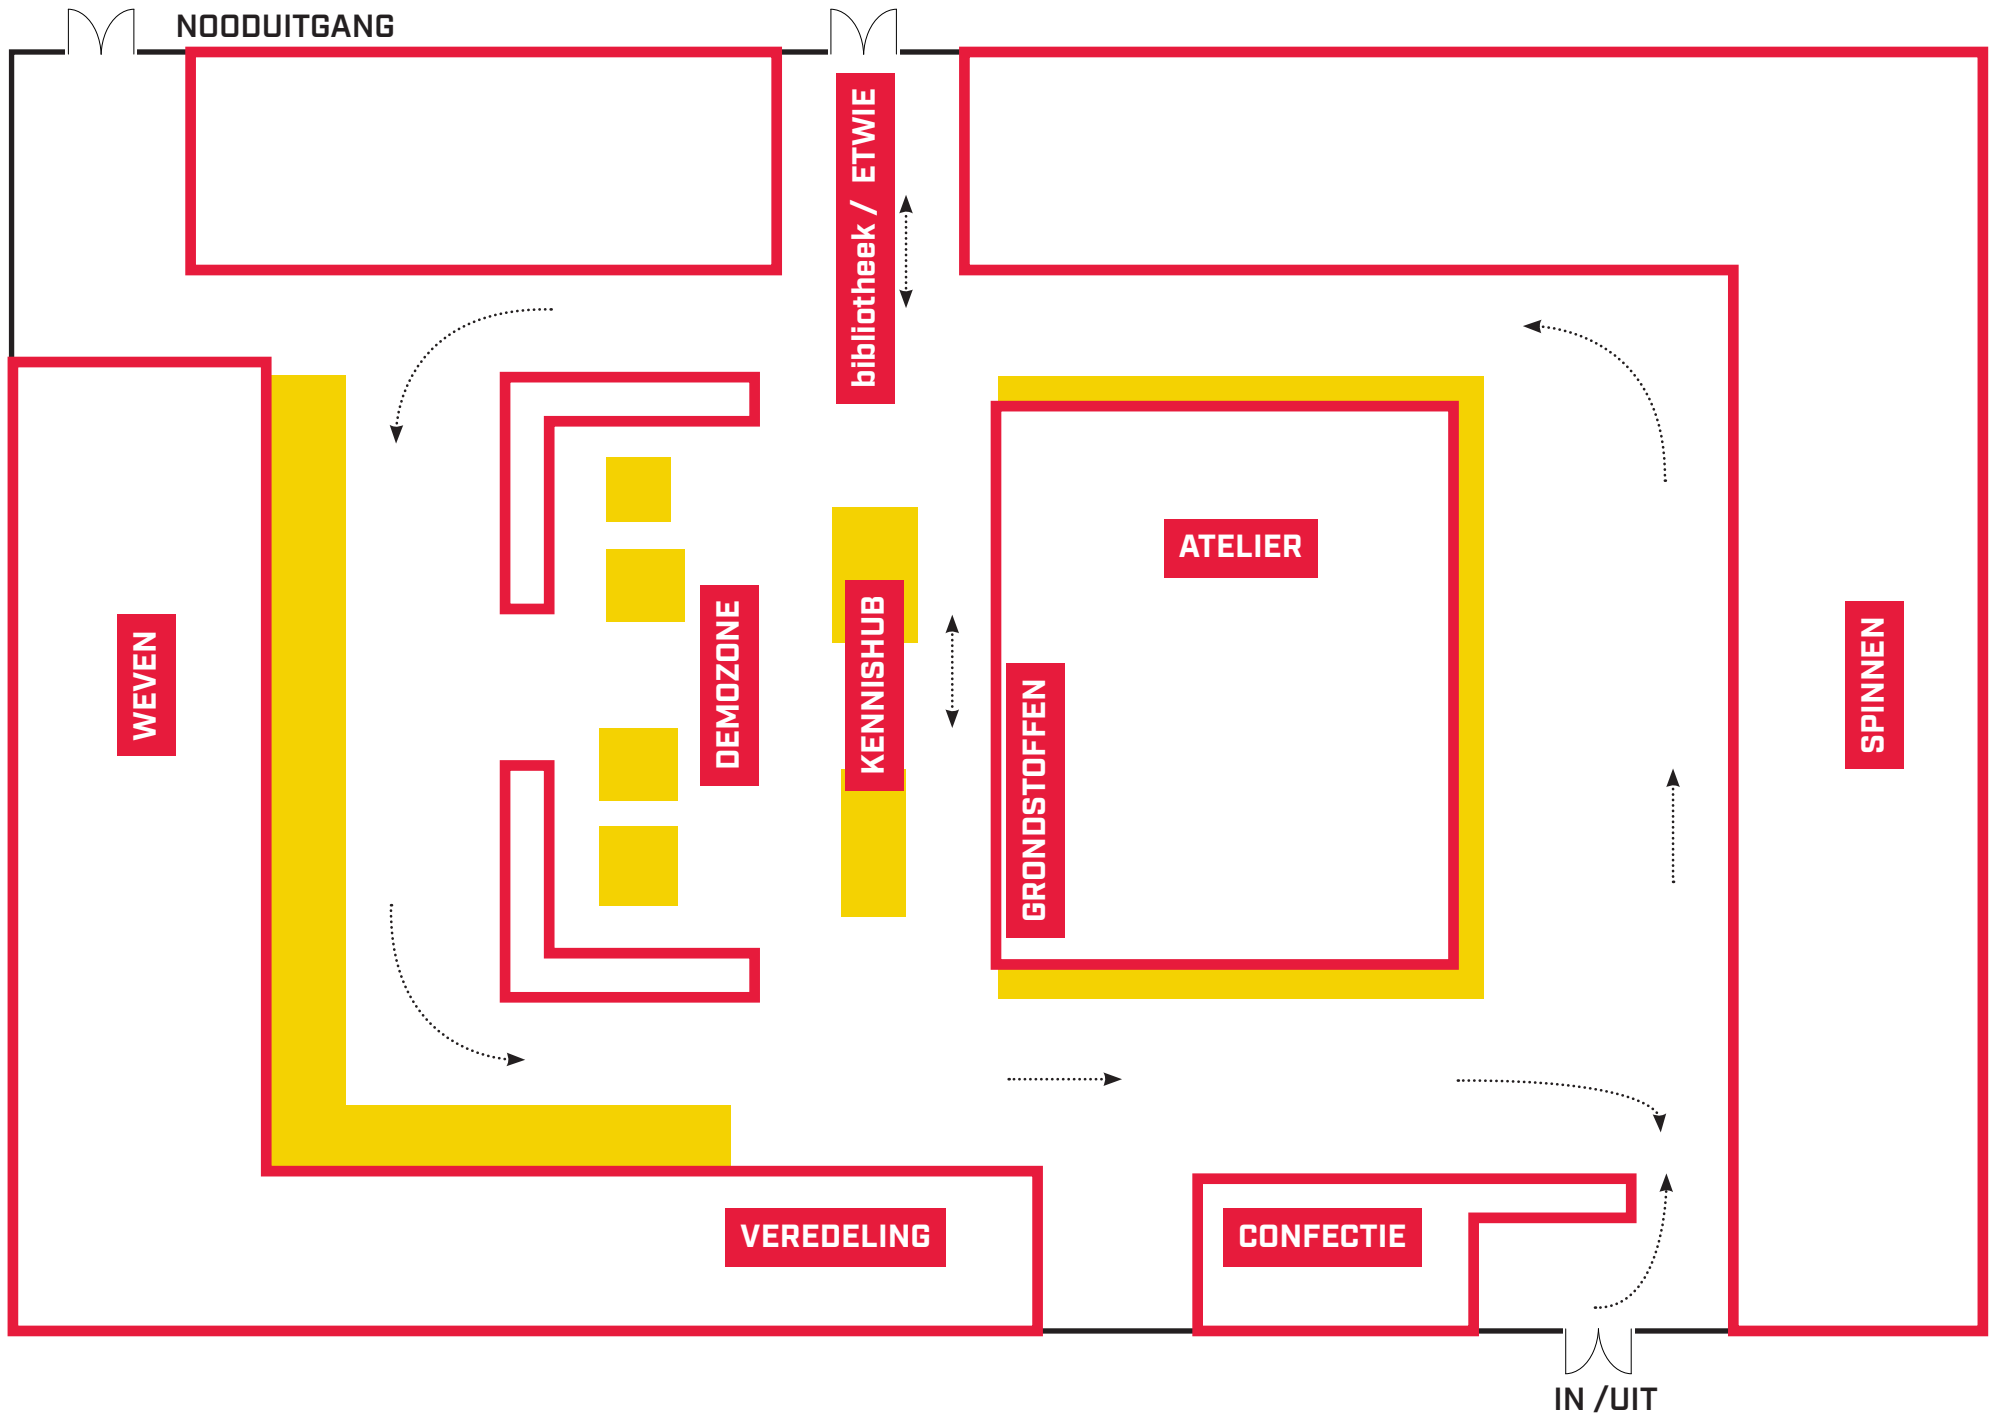 NOODUITGANG
bibliotheek / ETWIE
ATELIER
WEVEN
DEMOZONE
KENNISHUB
GRONDSTOFFEN
SPINNEN
VEREDELING
CONFECTIE
IN /UIT